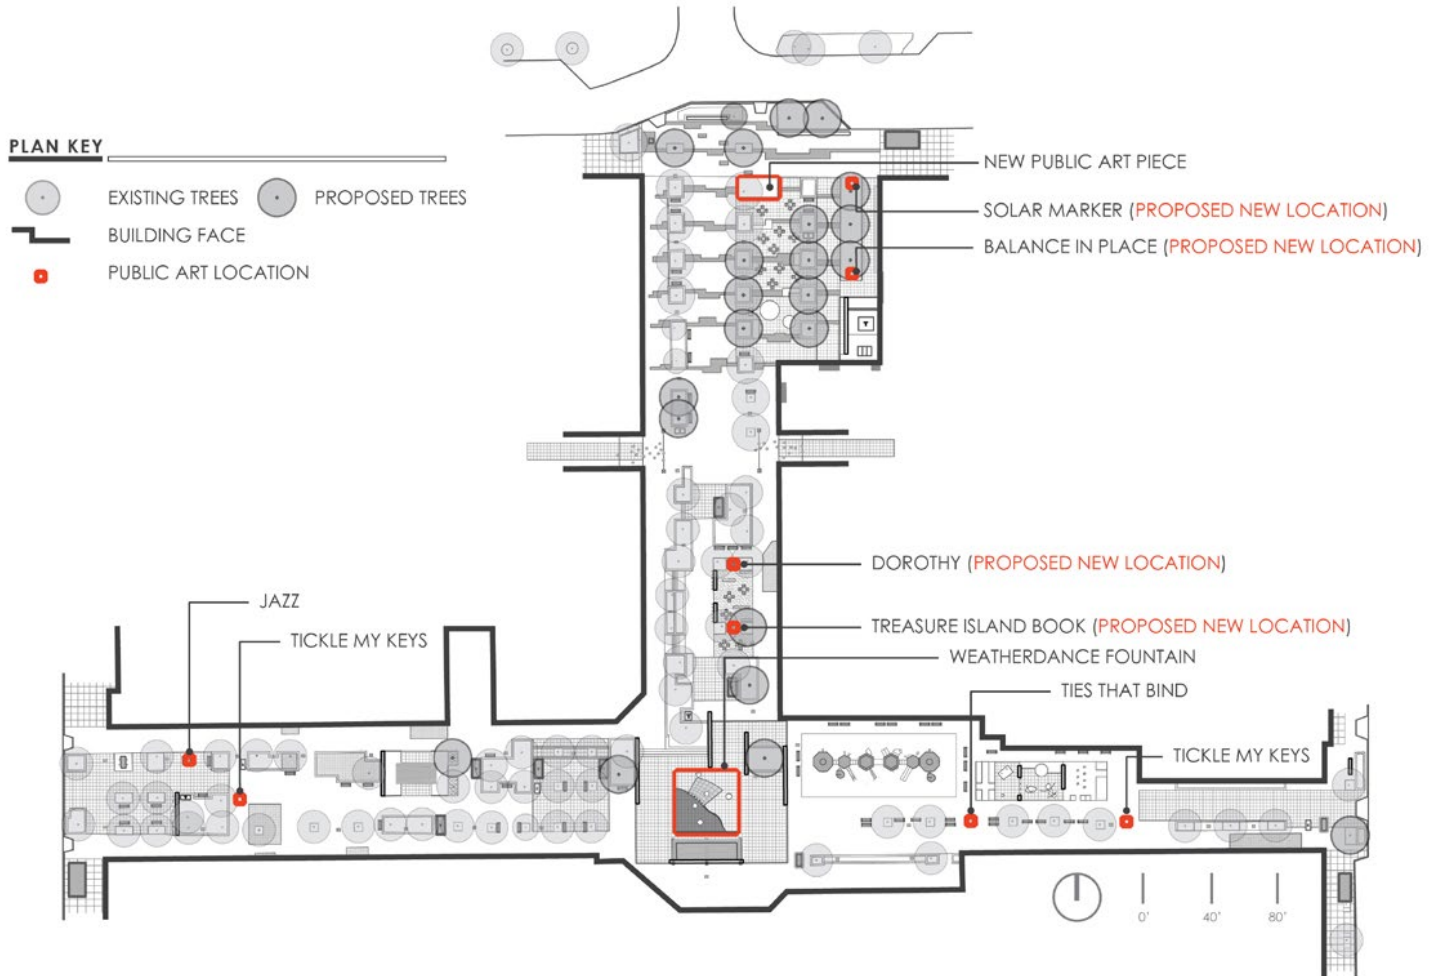 PLAN KEY
EXISTING TREES
PROPOSED TREES
BUILDING FACE
PUBLIC ART LOCATION
NEW PUBLIC ART PIECE
SOLAR MARKER (PROPOSED NEW LOCATION)
BALANCE IN PLACE (PROPOSED NEW LOCATION)
DOROTHY (PROPOSED NEW LOCATION)
JAZZ
TREASURE ISLAND BOOK (PROPOSED NEW LOCATION)
TICKLE MY KEYS
WEATHERDANCE FOUNTAIN
TIES THAT BIND
TICKLE MY KEYS
0' 40' 80'